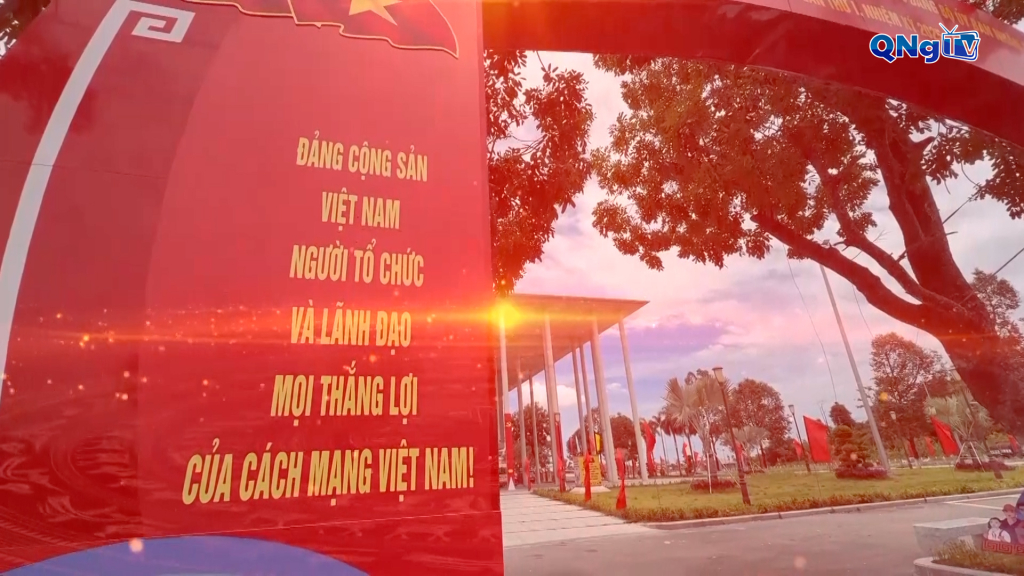 QNgTV
ĐẢNG CỘNG SẢN
VIỆT NAM
NGƯỜI TỔ CHỨC
VÀ LÃNH ĐẠO
MỌI THẮNG LỢI
CỦA CÁCH MẠNG VIỆT NAM!